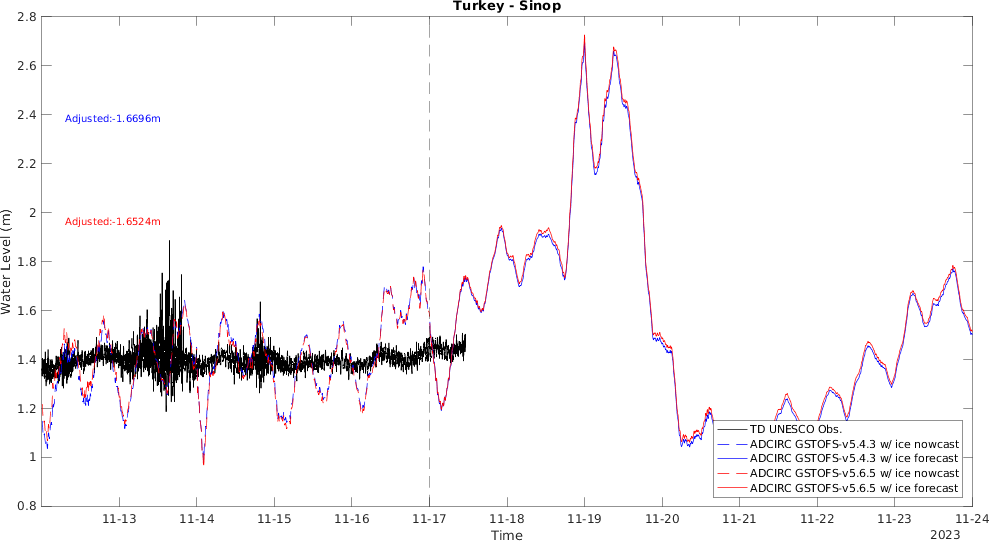 Turkey - Sinop
2.8
2.6
2.4
2.2
2
1.8
1.6
1.4
1.2
1
0.8
Water Level (m)
Adjusted:-1.6696m
Adjusted:-1.6524m
TD UNESCO Obs.
ADCIRC GSTOFS-v5.4.3 w/ ice nowcast
ADCIRC GSTOFS-v5.4.3 w/ ice forecast
ADCIRC GSTOFS-v5.6.5 w/ ice nowcast
ADCIRC GSTOFS-v5.6.5 w/ ice forecast
11-13 11-14 11-15 11-16 11-17 11-18 11-19 11-20 11-21 11-22 11-23 11-24
Time
2023